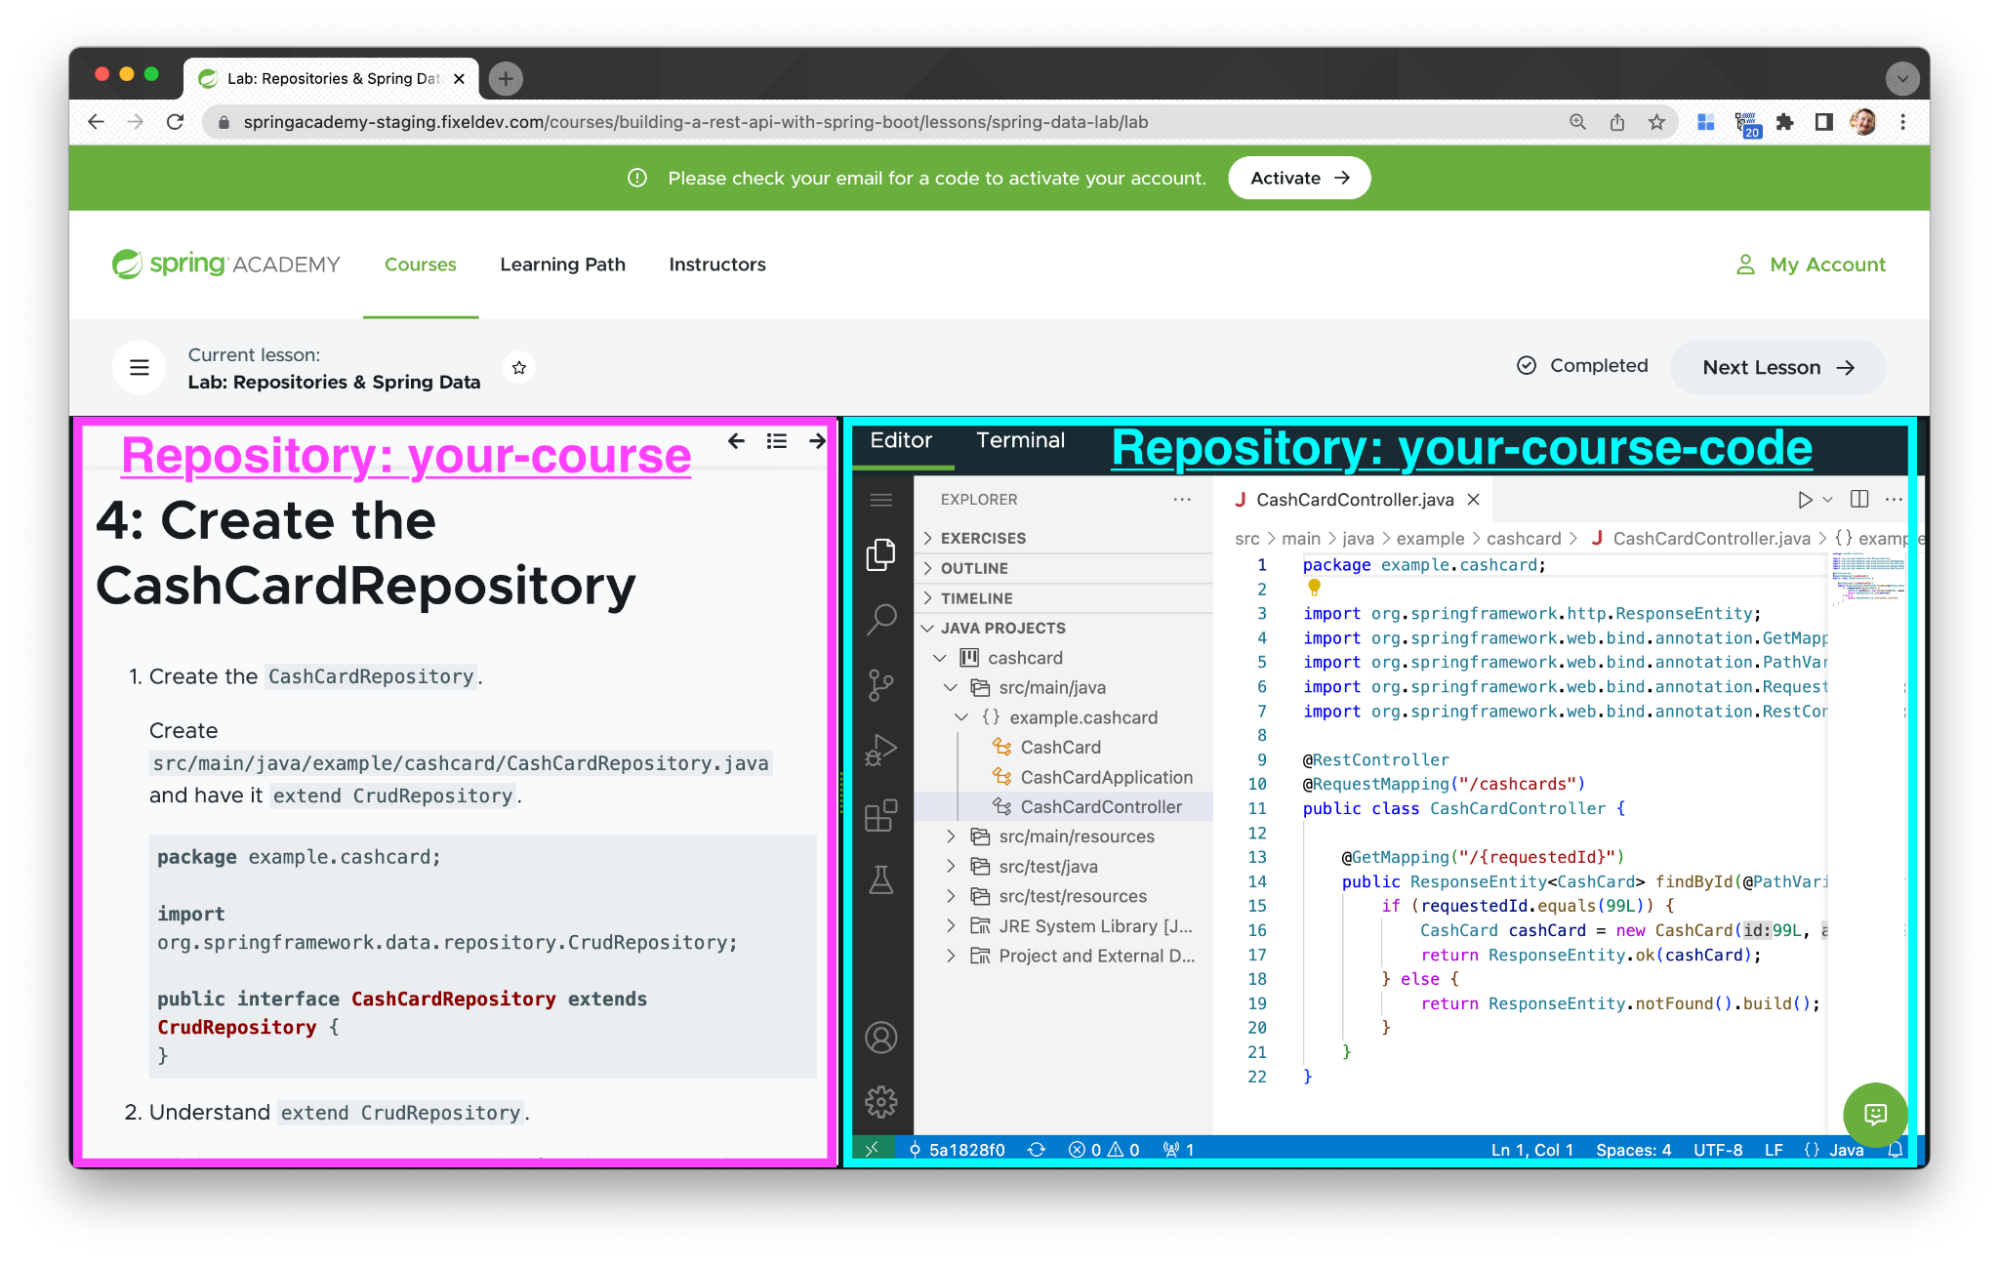 Lab: Repositories & Spring Dat
springacademy-staging.fixeldev.com/courses/building-a-rest-api-with-spring-boot/lessons/spring-data-lab/lab
20
Please check your email for a code to activate your account.
Activate →
spring ACADEMY
Courses
Learning Path
Instructors
My Account
Current lesson:
Lab: Repositories & Spring Data
Completed
Next Lesson →
Repository: your-course
4: Create the
CashCardRepository
1. Create the CashCardRepository.
Create
src/main/java/example/cashcard/CashCardRepository.java
and have it extend CrudRepository.
package example.cashcard;
import
org.springframework.data.repository.CrudRepository;
public interface CashCardRepository extends
CrudRepository {
}
2. Understand extend CrudRepository.
Editor
Terminal
Repository: your-course-code
EXPLORER
EXERCISES
OUTLINE
TIMELINE
JAVA PROJECTS
cashcard
src/main/java
{} example.cashcard
CashCard
CashCardApplication
CashCardController
src/main/resources
src/test/java
src/test/resources
JRE System Library [J...
Project and External D...
J CashCardController.java
src > main > java > example > cashcard > J CashCardController.java > {} example
1 package example.cashcard;
2
3 import org.springframework.http.ResponseEntity;
4 import org.springframework.web.bind.annotation.GetMapp
5 import org.springframework.web.bind.annotation.PathVar
6 import org.springframework.web.bind.annotation.Request
7 import org.springframework.web.bind.annotation.RestCon
8
9 @RestController
10 @RequestMapping("/cashcards")
11 public class CashCardController {
12
13 @GetMapping("/{requestedId}")
14 public ResponseEntity<CashCard> findById(@PathVari
15 if (requestedId.equals(99L)) {
16 CashCard cashCard = new CashCard(id:99L, a
17 return ResponseEntity.ok(cashCard);
18 } else {
19 return ResponseEntity.notFound().build();
20 }
21 }
22 }
5a1828f0
0
0
1
Ln 1, Col 1
Spaces: 4
UTF-8
LF
{} Java